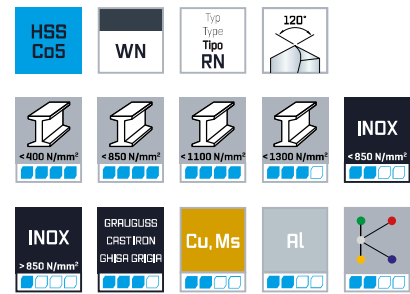 HSS
Co5
WN
Typ
Type
Tipo
RN
120°
<400 N/mm²
<850 N/mm²
<1100 N/mm²
<1300 N/mm²
INOX
<850 N/mm²
INOX
>850 N/mm²
GRAUGUSS
CAST IRON
GHISA GRIGIA
Cu, Ms
Al